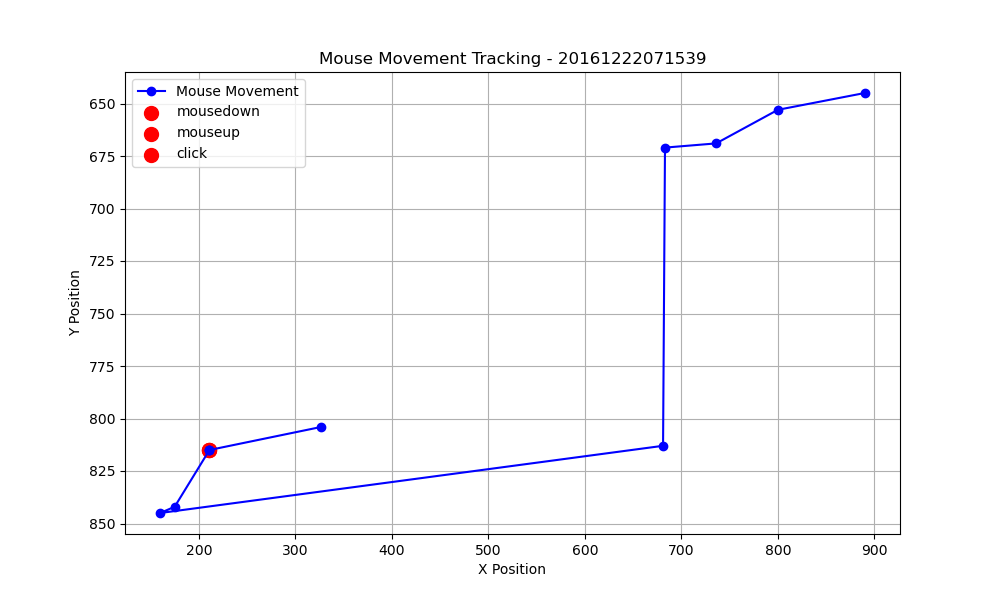 Mouse Movement Tracking - 20161222071539
Mouse Movement
mousedown
mouseup
click
650
675
700
725
750
775
800
825
850
Y Position
200 300 400 500 600 700 800 900
X Position